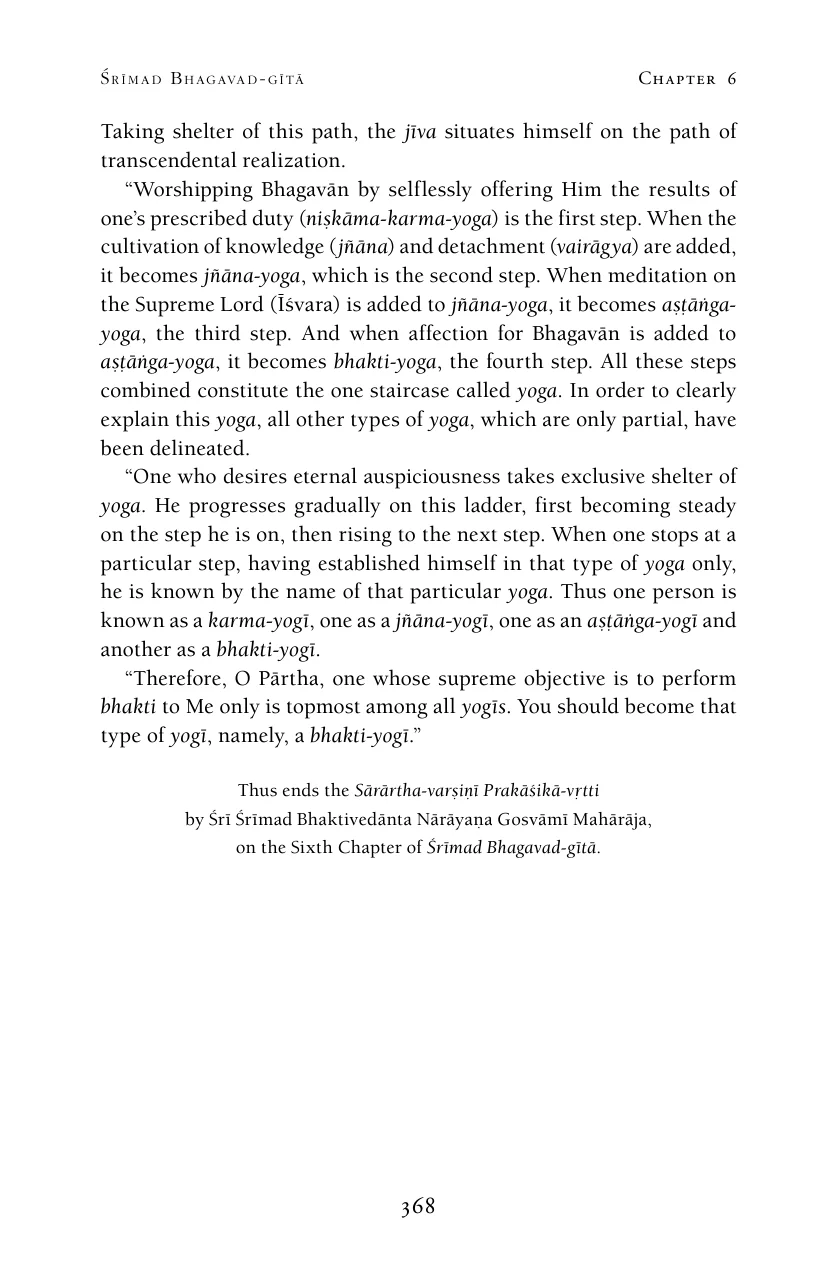 Śrīmad Bhagavad-gītā Chapter 6
Taking shelter of this path, the jīva situates himself on the path of
transcendental realization.
“Worshipping Bhagavān by selflessly offering Him the results of
one’s prescribed duty (niṣkāma-karma-yoga) is the first step. When the
cultivation of knowledge (jñāna) and detachment (vairāgya) are added,
it becomes jñāna-yoga, which is the second step. When meditation on
the Supreme Lord (Īśvara) is added to jñāna-yoga, it becomes aṣṭāṅga-
yoga, the third step. And when affection for Bhagavān is added to
aṣṭāṅga-yoga, it becomes bhakti-yoga, the fourth step. All these steps
combined constitute the one staircase called yoga. In order to clearly
explain this yoga, all other types of yoga, which are only partial, have
been delineated.
“One who desires eternal auspiciousness takes exclusive shelter of
yoga. He progresses gradually on this ladder, first becoming steady
on the step he is on, then rising to the next step. When one stops at a
particular step, having established himself in that type of yoga only,
he is known by the name of that particular yoga. Thus one person is
known as a karma-yogī, one as a jñāna-yogī, one as an aṣṭāṅga-yogī and
another as a bhakti-yogī.
“Therefore, O Pārtha, one whose supreme objective is to perform
bhakti to Me only is topmost among all yogīs. You should become that
type of yogī, namely, a bhakti-yogī.”
Thus ends the Sārārtha-varṣiṇī Prakāśikā-vṛtti
by Śrī Śrīmad Bhaktivedānta Nārāyaṇa Gosvāmī Mahārāja,
on the Sixth Chapter of Śrīmad Bhagavad-gītā.
368